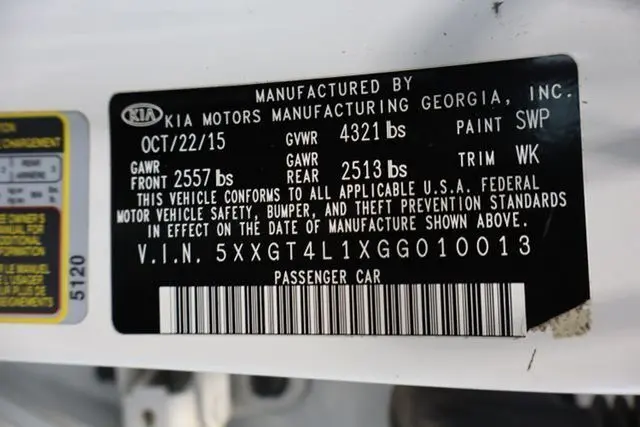 MANUFACTURED BY
KIA KIA MOTORS MANUFACTURING GEORGIA, INC.
OCT/22/15 GVWR 4321 lbs PAINT SWP
GAWR FRONT 2557 lbs GAWR REAR 2513 lbs TRIM WK
THIS VEHICLE CONFORMS TO ALL APPLICABLE U.S.A. FEDERAL
MOTOR VEHICLE SAFETY, BUMPER, AND THEFT PREVENTION STANDARDS
IN EFFECT ON THE DATE OF MANUFACTURE SHOWN ABOVE.
V.I.N. 5XXGT4L1XGG010013
PASSENGER CAR
5120
REAR